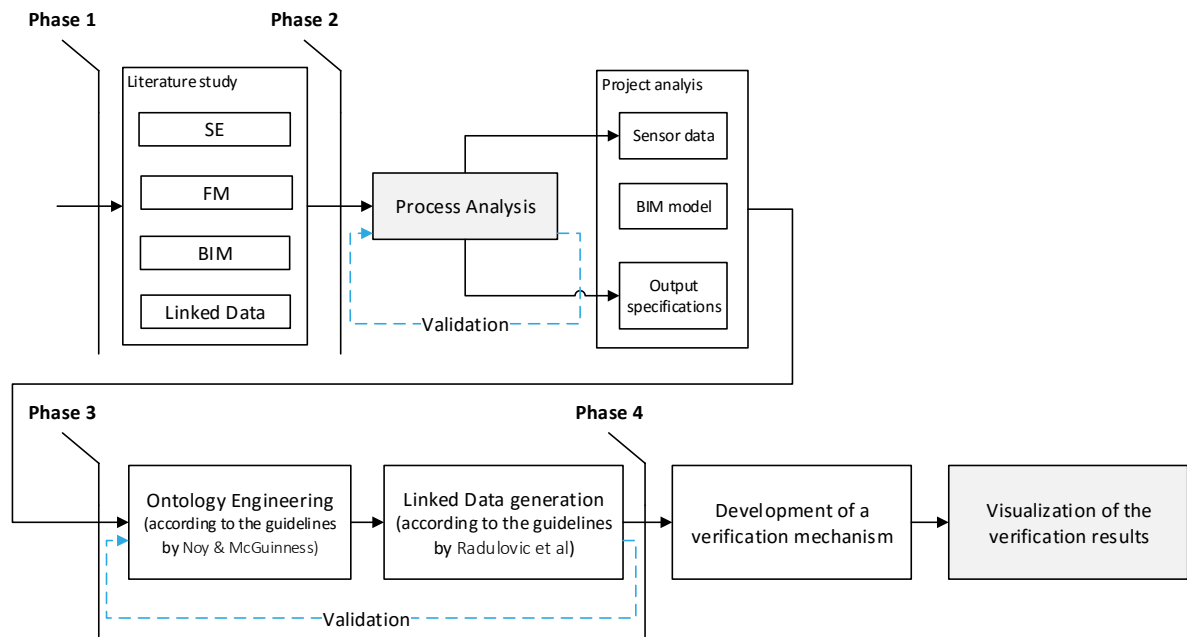 Phase 1
Phase 2
Literature study
SE
FM
BIM
Linked Data
Process Analysis
Validation
Project analyis
Sensor data
BIM model
Output
specifications
Phase 3
Phase 4
Ontology Engineering
(according to the guidelines
by Noy & McGuinness)
Linked Data generation
(according to the guidelines
by Radulovic et al)
Validation
Development of a
verification mechanism
Visualization of the
verification results